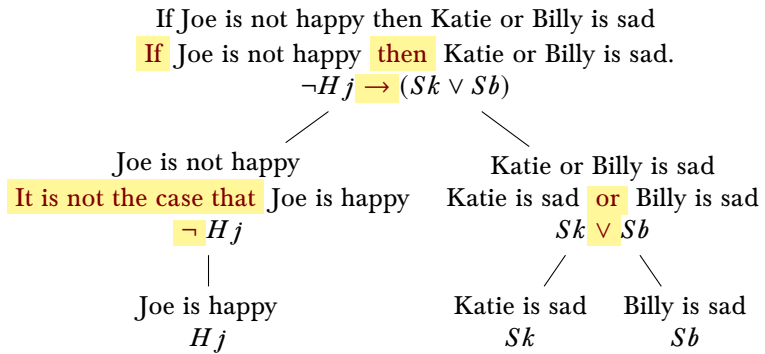 If Joe is not happy then Katie or Billy is sad
If Joe is not happy then Katie or Billy is sad.
¬Hj → (Sk ∨ Sb)
Joe is not happy
It is not the case that Joe is happy
¬ Hj
Katie or Billy is sad
Katie is sad or Billy is sad
Sk ∨ Sb
Joe is happy
Hj
Katie is sad
Sk
Billy is sad
Sb